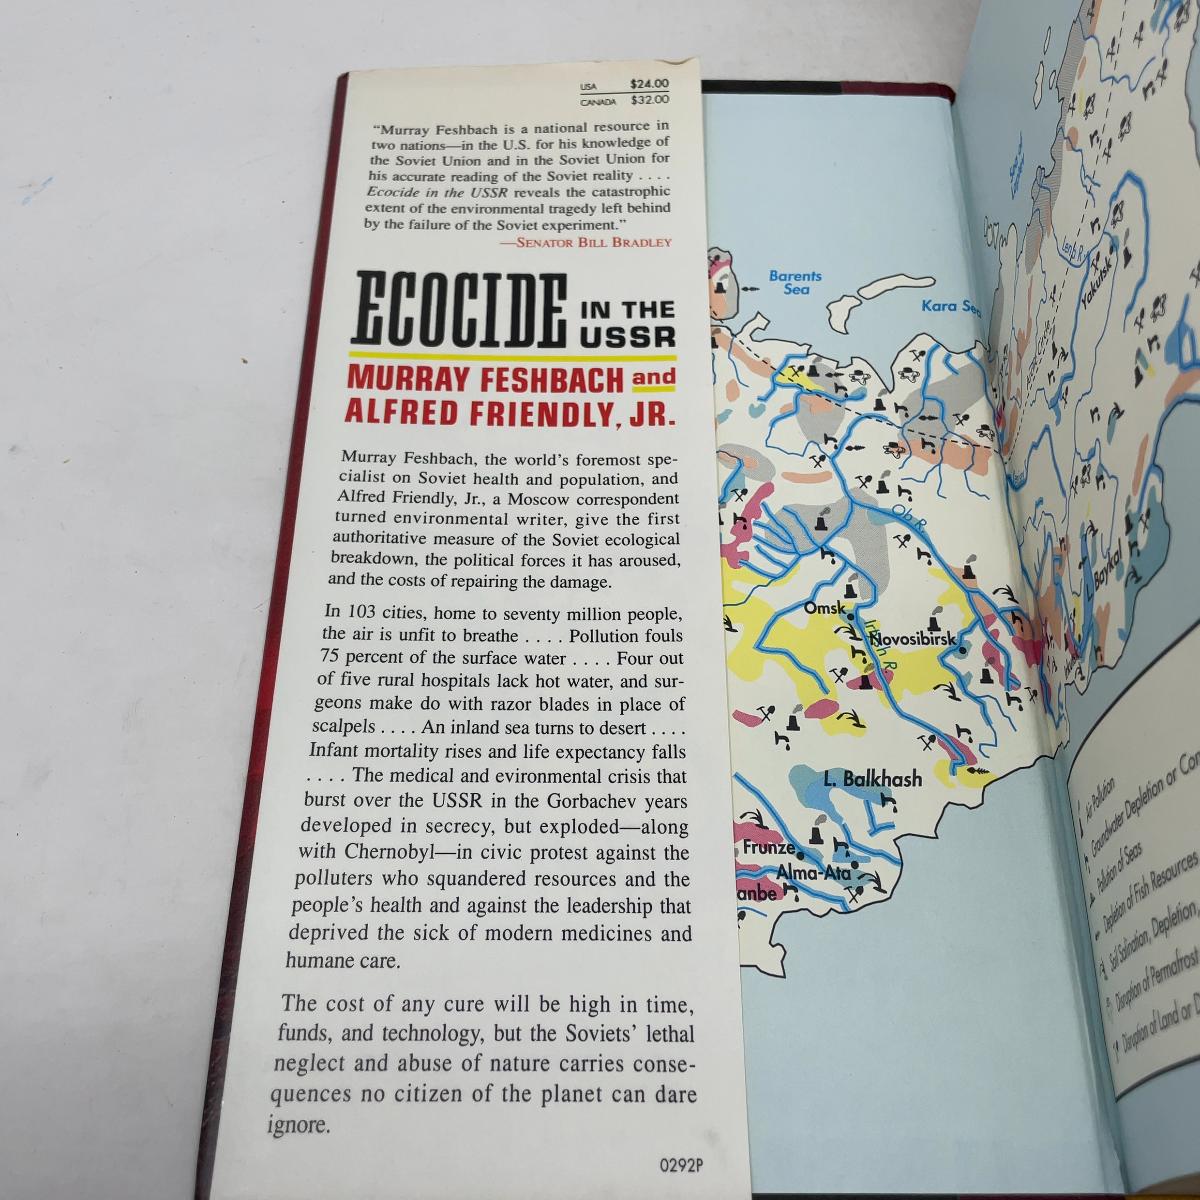 USA $24.00
CANADA $32.00
"Murray Feshbach is a national resource in
two nations—in the U.S. for his knowledge of
the Soviet Union and in the Soviet Union for
his accurate reading of the Soviet reality . . . .
Ecocide in the USSR reveals the catastrophic
extent of the environmental tragedy left behind
by the failure of the Soviet experiment."
—SENATOR BILL BRADLEY
ECOCIDE IN THE
USSR
MURRAY FESHBACH and
ALFRED FRIENDLY, JR.
Murray Feshbach, the world's foremost spe-
cialist on Soviet health and population, and
Alfred Friendly, Jr., a Moscow correspondent
turned environmental writer, give the first
authoritative measure of the Soviet ecological
breakdown, the political forces it has aroused,
and the costs of repairing the damage.
In 103 cities, home to seventy million people,
the air is unfit to breathe . . . . Pollution fouls
75 percent of the surface water . . . . Four out
of five rural hospitals lack hot water, and sur-
geons make do with razor blades in place of
scalpels . . . . An inland sea turns to desert . . . .
Infant mortality rises and life expectancy falls
. . . . The medical and evironmental crisis that
burst over the USSR in the Gorbachev years
developed in secrecy, but exploded—along
with Chernobyl—in civic protest against the
polluters who squandered resources and the
people's health and against the leadership that
deprived the sick of modern medicines and
humane care.
The cost of any cure will be high in time,
funds, and technology, but the Soviets' lethal
neglect and abuse of nature carries conse-
quences no citizen of the planet can dare
ignore.
0292P
Barents
Sea
Kara Sea
Lena R.
Yakutsk
Ob R.
Omsk
Irtysh R.
Novosibirsk
L. Baykal
L. Balkhash
Frunze
Alma-Ata
anbe
Air Pollution
Groundwater Depletion or Con
Pollution of Seas
Depletion of Fish Resources
Soil Salination, Depletion,
Disruption of Permafrost
Disruption of Land or D